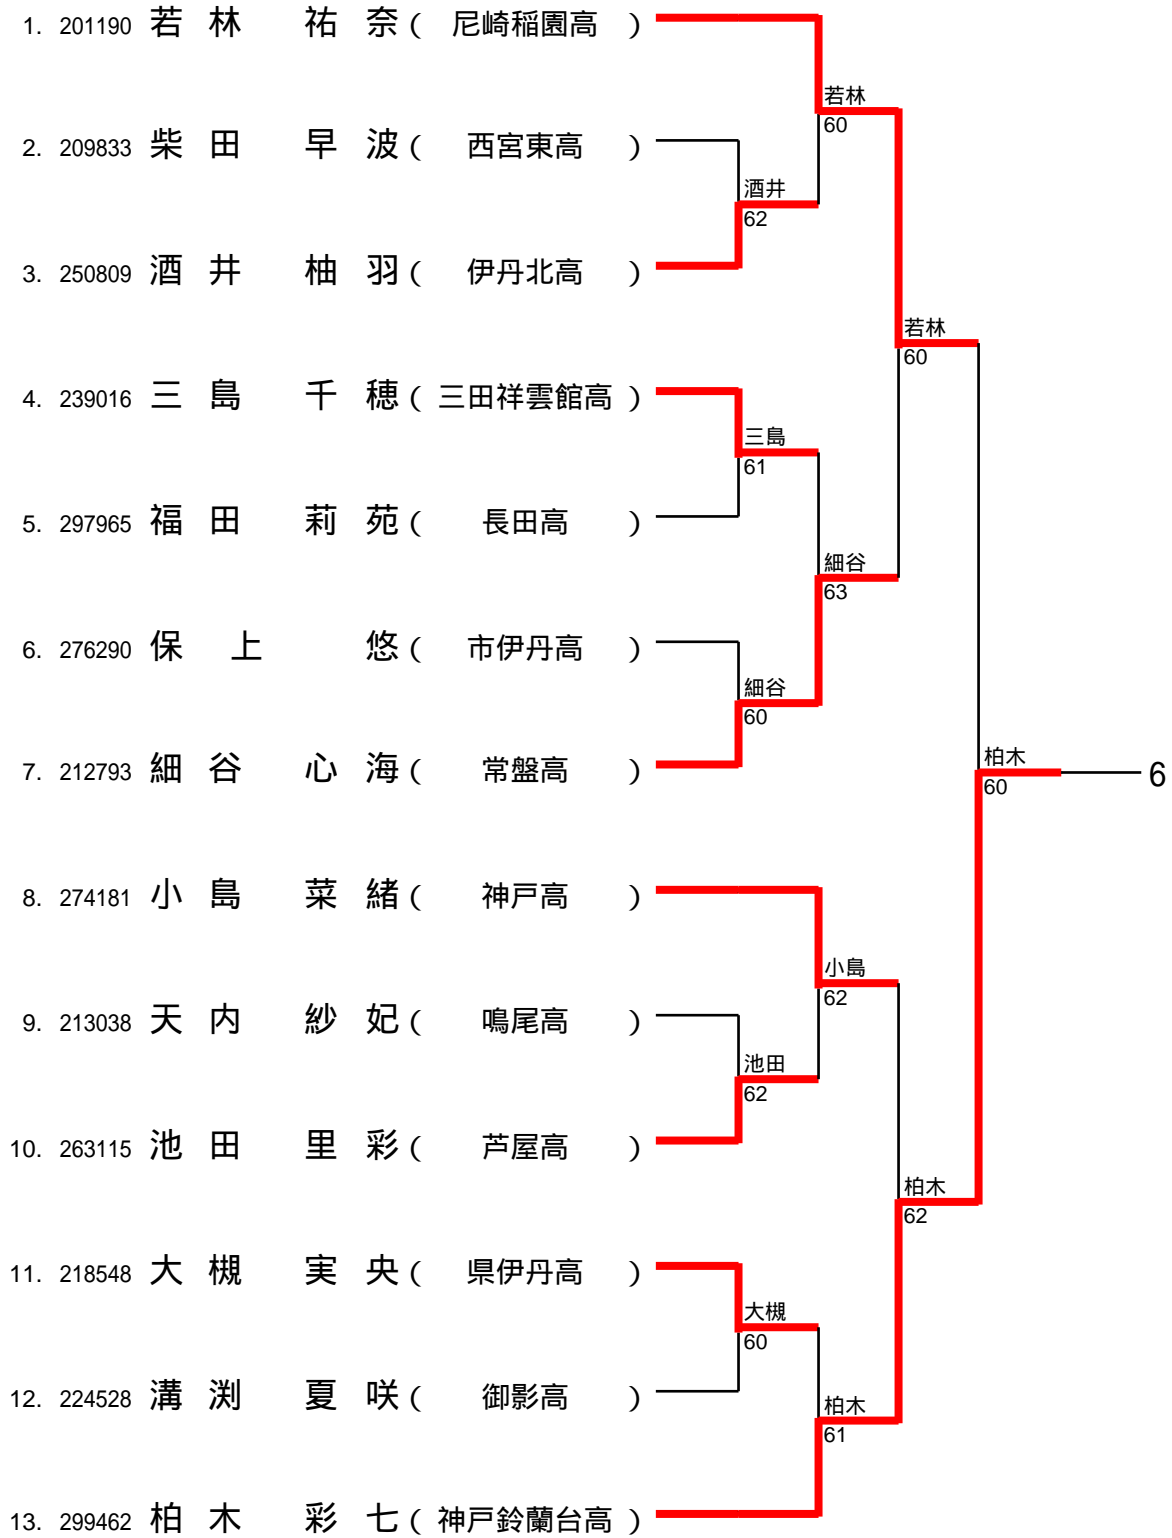 1. 201190 若林 祐奈 ( 尼崎稲園高 )
若林
60
2. 209833 柴田 早波 ( 西宮東高 )
酒井
62
3. 250809 酒井 柚羽 ( 伊丹北高 )
若林
60
4. 239016 三島 千穂 ( 三田祥雲館高 )
三島
61
5. 297965 福田 莉苑 ( 長田高 )
細谷
63
6. 276290 保上 悠 ( 市伊丹高 )
細谷
60
7. 212793 細谷 心海 ( 常盤高 )
柏木
60
6
8. 274181 小島 菜緒 ( 神戸高 )
小島
62
9. 213038 天内 紗妃 ( 鳴尾高 )
池田
62
10. 263115 池田 里彩 ( 芦屋高 )
柏木
62
11. 218548 大槻 実央 ( 県伊丹高 )
大槻
60
12. 224528 溝渕 夏咲 ( 御影高 )
柏木
61
13. 299462 柏木 彩七 ( 神戸鈴蘭台高 )